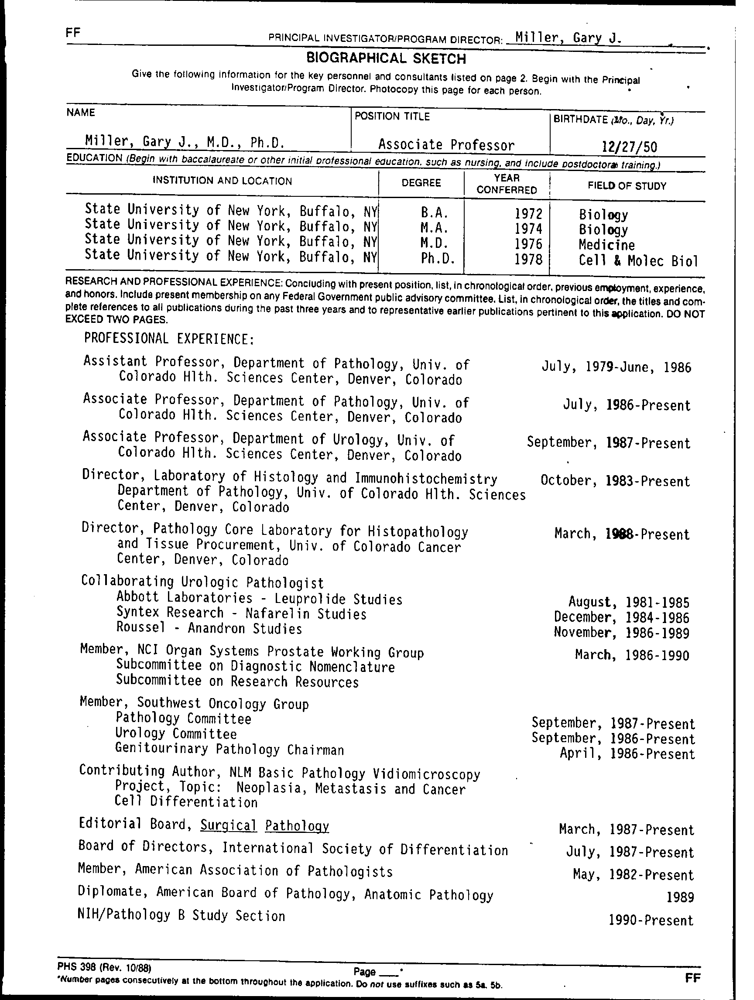 FF
PRINCIPAL INVESTIGATOR/PROGRAM DIRECTOR: Miller, Gary J.
BIOGRAPHICAL SKETCH
Give the following information for the key personnel and consultants listed on page 2. Begin with the Principal
Investigator/Program Director. Photocopy this page for each person.
NAME POSITION TITLE BIRTHDATE (Mo., Day, Yr.)
Miller, Gary J., M.D., Ph.D. Associate Professor 12/27/50
EDUCATION (Begin with baccalaureate or other initial professional education, such as nursing, and include postdoctoral training.)
INSTITUTION AND LOCATION DEGREE YEAR CONFERRED FIELD OF STUDY
State University of New York, Buffalo, NY B.A. 1972 Biology
State University of New York, Buffalo, NY M.A. 1974 Biology
State University of New York, Buffalo, NY M.D. 1976 Medicine
State University of New York, Buffalo, NY Ph.D. 1978 Cell & Molec Biol
RESEARCH AND PROFESSIONAL EXPERIENCE: Concluding with present position, list, in chronological order, previous employment, experience,
and honors. Include present membership on any Federal Government public advisory committee. List, in chronological order, the titles and com-
plete references to all publications during the past three years and to representative earlier publications pertinent to this application. DO NOT
EXCEED TWO PAGES.
PROFESSIONAL EXPERIENCE:
Assistant Professor, Department of Pathology, Univ. of July, 1979-June, 1986
Colorado Hlth. Sciences Center, Denver, Colorado
Associate Professor, Department of Pathology, Univ. of July, 1986-Present
Colorado Hlth. Sciences Center, Denver, Colorado
Associate Professor, Department of Urology, Univ. of September, 1987-Present
Colorado Hlth. Sciences Center, Denver, Colorado
Director, Laboratory of Histology and Immunohistochemistry October, 1983-Present
Department of Pathology, Univ. of Colorado Hlth. Sciences
Center, Denver, Colorado
Director, Pathology Core Laboratory for Histopathology March, 1988-Present
and Tissue Procurement, Univ. of Colorado Cancer
Center, Denver, Colorado
Collaborating Urologic Pathologist
Abbott Laboratories - Leuprolide Studies August, 1981-1985
Syntex Research - Nafarelin Studies December, 1984-1986
Roussel - Anandron Studies November, 1986-1989
Member, NCI Organ Systems Prostate Working Group March, 1986-1990
Subcommittee on Diagnostic Nomenclature
Subcommittee on Research Resources
Member, Southwest Oncology Group
Pathology Committee September, 1987-Present
Urology Committee September, 1986-Present
Genitourinary Pathology Chairman April, 1986-Present
Contributing Author, NLM Basic Pathology Vidiomicroscopy
Project, Topic: Neoplasia, Metastasis and Cancer
Cell Differentiation
Editorial Board, Surgical Pathology March, 1987-Present
Board of Directors, International Society of Differentiation July, 1987-Present
Member, American Association of Pathologists May, 1982-Present
Diplomate, American Board of Pathology, Anatomic Pathology 1989
NIH/Pathology B Study Section 1990-Present
PHS 398 (Rev. 10/88) Page ___* FF
*Number pages consecutively at the bottom throughout the application. Do not use suffixes such as 5a, 5b.